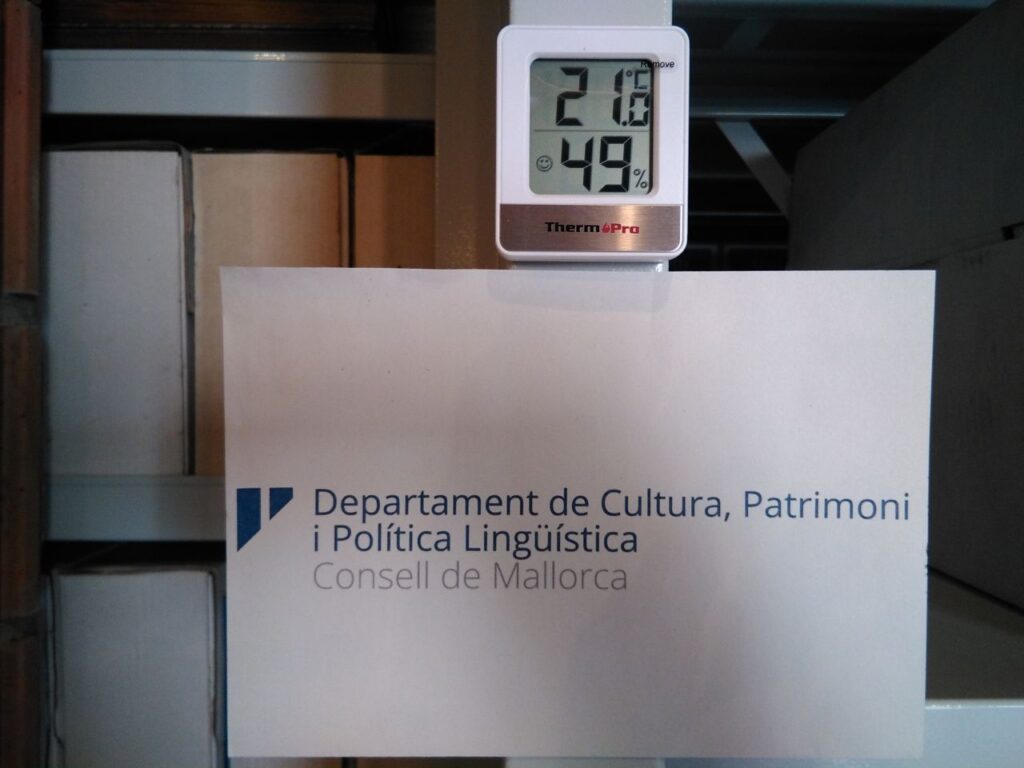 Remove
21.0°C
49%
ThermoPro
Departament de Cultura, Patrimoni
i Política Lingüística
Consell de Mallorca